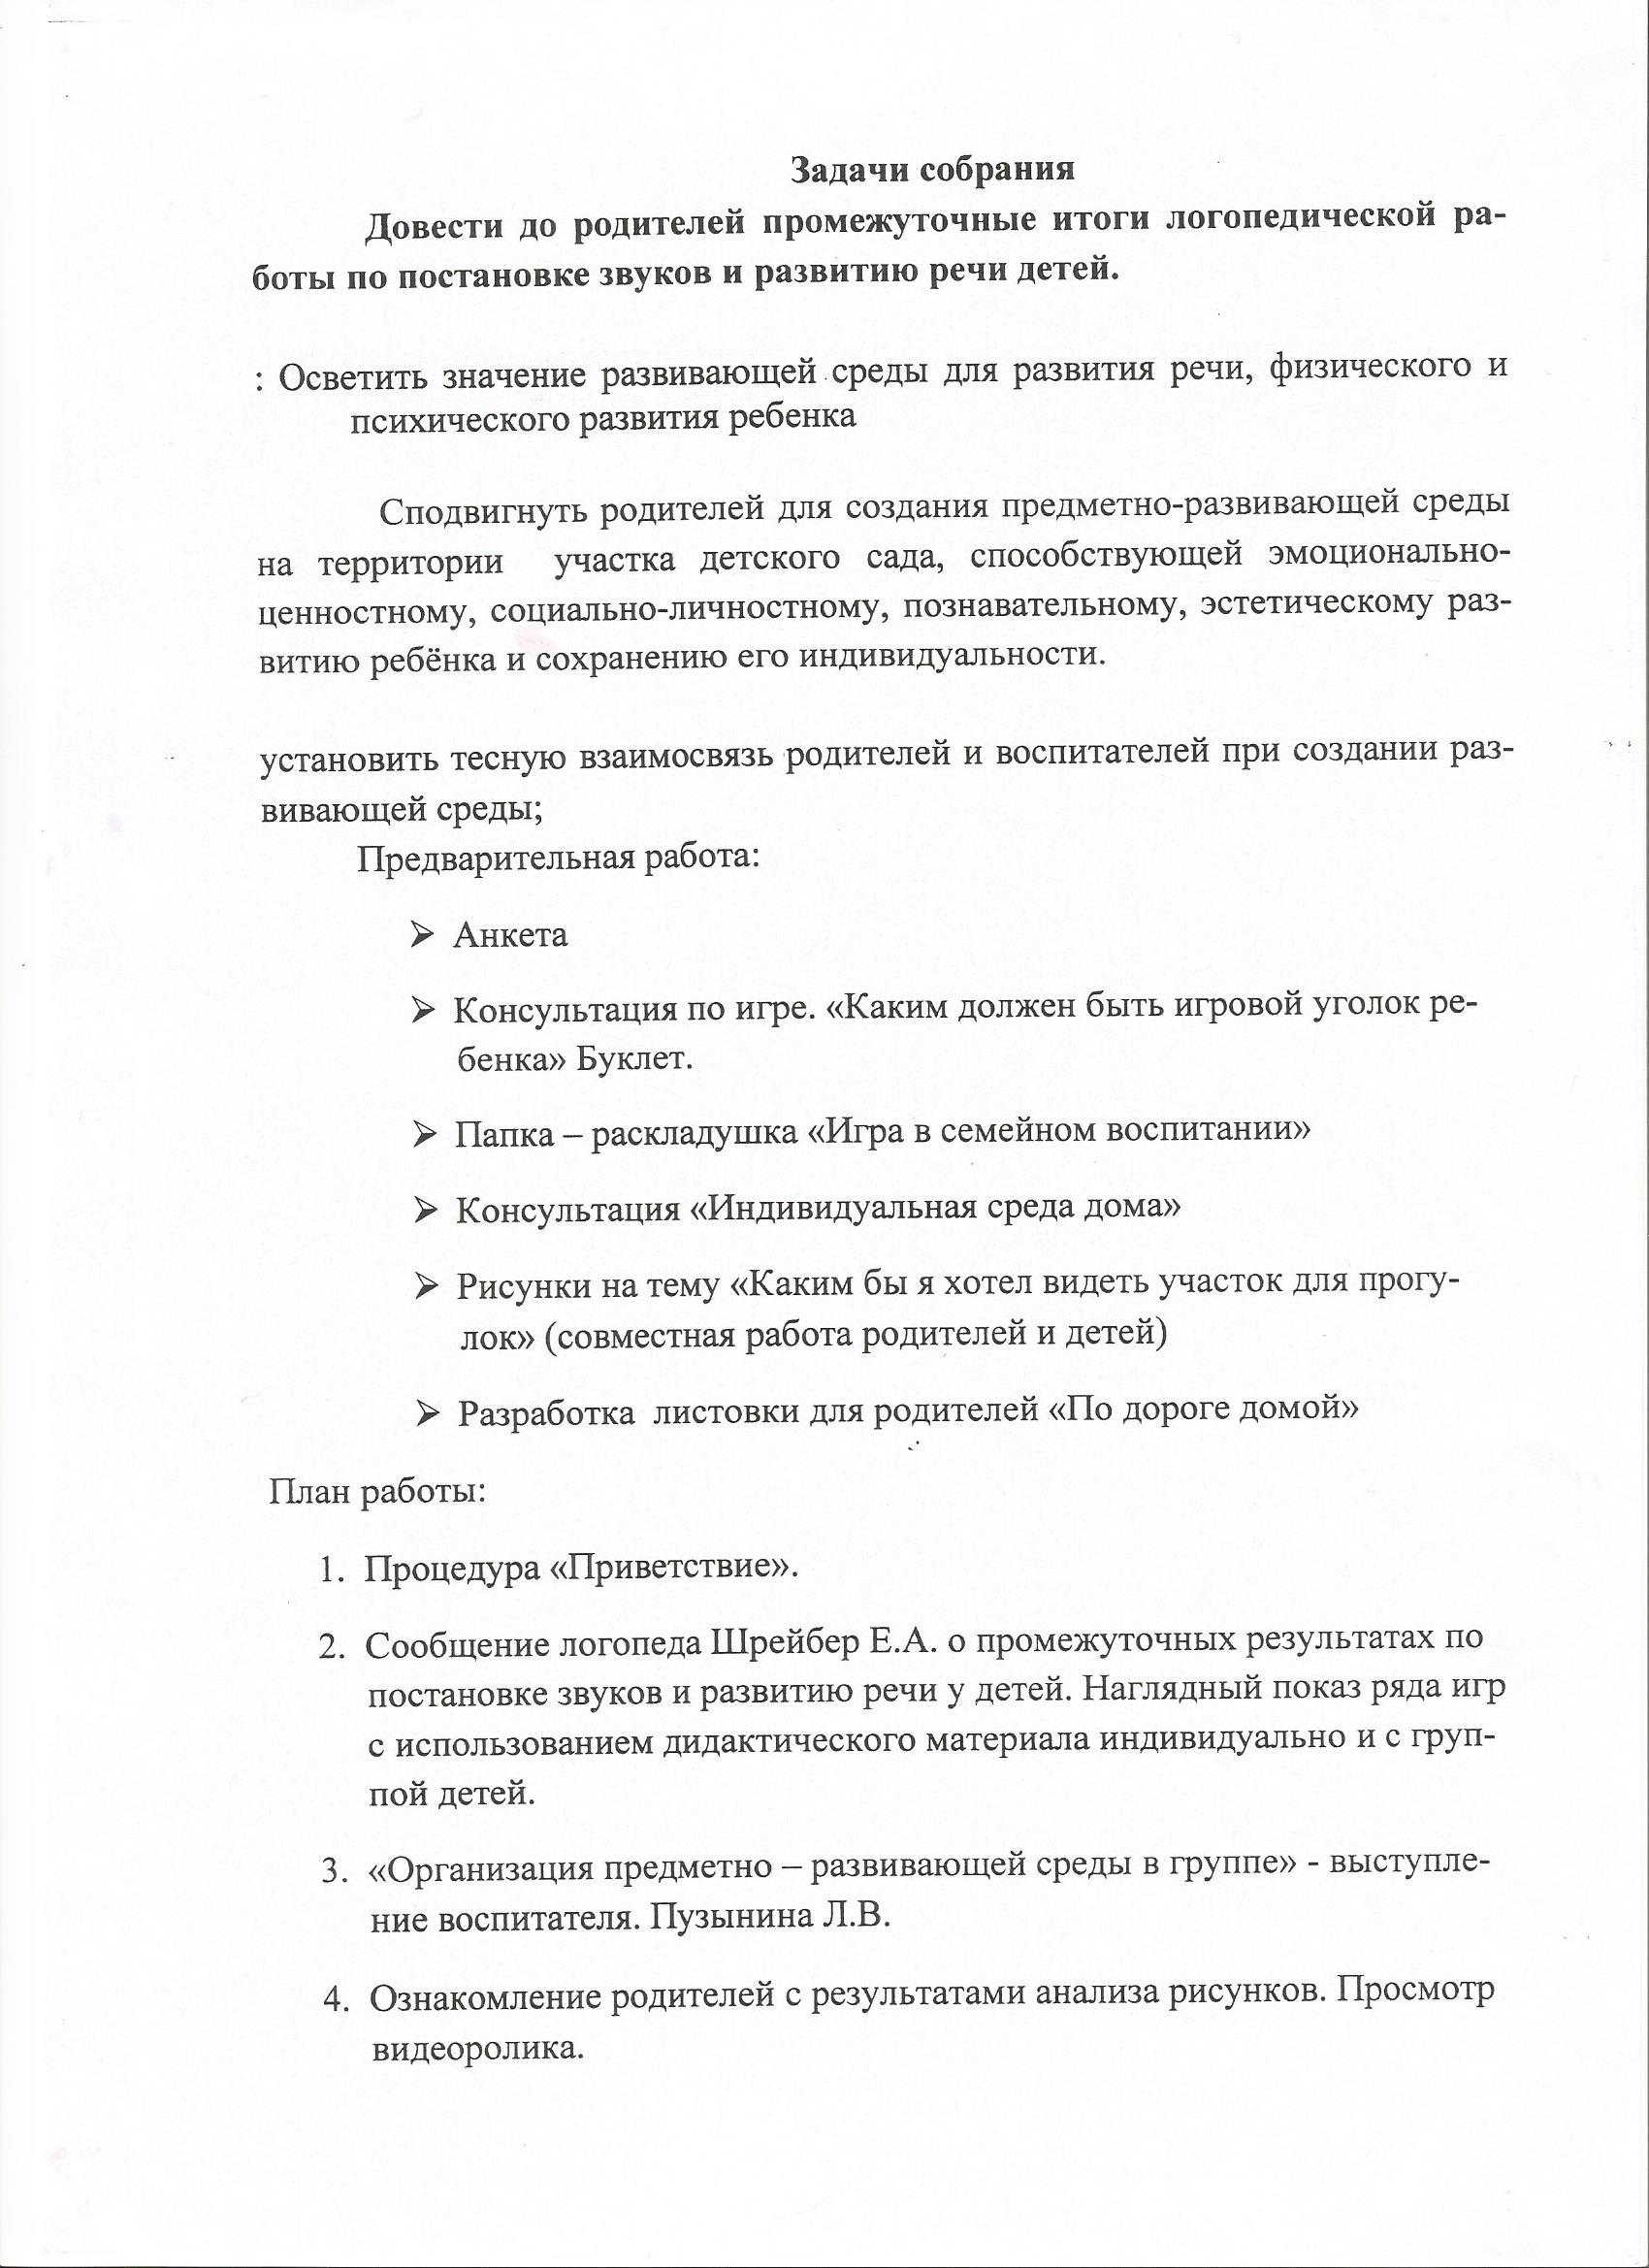 Задачи собрания
Довести до родителей промежуточные итоги логопедической ра-
боты по постановке звуков и развитию речи детей.
: Осветить значение развивающей среды для развития речи, физического и
психического развития ребенка
Сподвигнуть родителей для создания предметно-развивающей среды
на территории участка детского сада, способствующей эмоционально-
ценностному, социально-личностному, познавательному, эстетическому раз-
витию ребёнка и сохранению его индивидуальности.
установить тесную взаимосвязь родителей и воспитателей при создании раз-
вивающей среды;
Предварительная работа:
➢ Анкета
➢ Консультация по игре. «Каким должен быть игровой уголок ре-
бенка» Буклет.
➢ Папка – раскладушка «Игра в семейном воспитании»
➢ Консультация «Индивидуальная среда дома»
➢ Рисунки на тему «Каким бы я хотел видеть участок для прогу-
лок» (совместная работа родителей и детей)
➢ Разработка листовки для родителей «По дороге домой»
План работы:
1. Процедура «Приветствие».
2. Сообщение логопеда Шрейбер Е.А. о промежуточных результатах по
постановке звуков и развитию речи у детей. Наглядный показ ряда игр
с использованием дидактического материала индивидуально и с груп-
пой детей.
3. «Организация предметно – развивающей среды в группе» - выступле-
ние воспитателя. Пузынина Л.В.
4. Ознакомление родителей с результатами анализа рисунков. Просмотр
видеоролика.